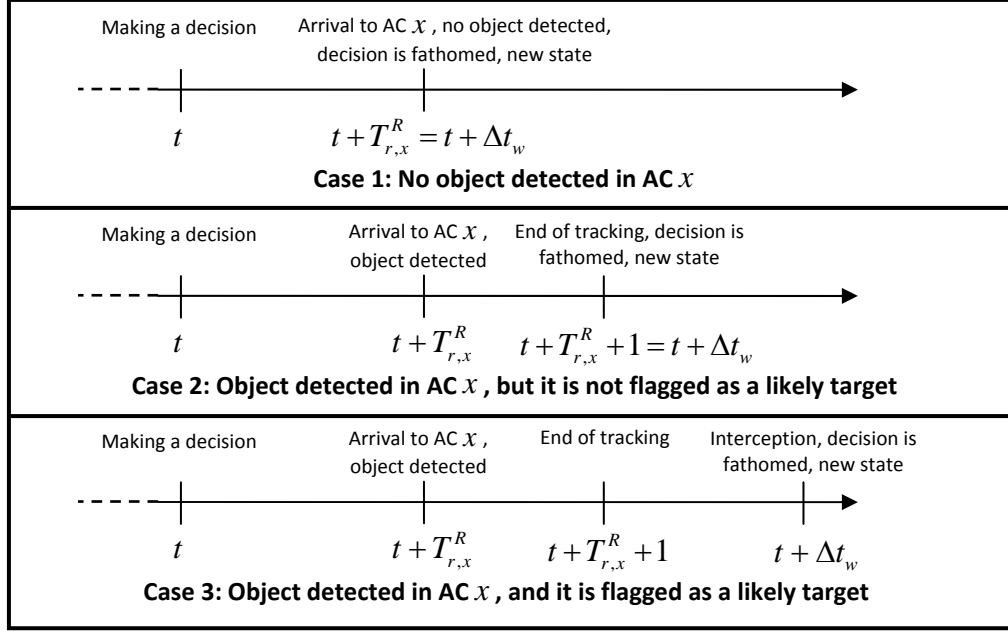 Making a decision
Arrival to AC x , no object detected,
decision is fathomed, new state
t
t + T^R_{r,x} = t + Δt_w
Case 1: No object detected in AC x
Making a decision
Arrival to AC x ,
object detected
End of tracking, decision is
fathomed, new state
t
t + T^R_{r,x}
t + T^R_{r,x} + 1 = t + Δt_w
Case 2: Object detected in AC x , but it is not flagged as a likely target
Making a decision
Arrival to AC x ,
object detected
End of tracking
Interception, decision is
fathomed, new state
t
t + T^R_{r,x}
t + T^R_{r,x} + 1
t + Δt_w
Case 3: Object detected in AC x , and it is flagged as a likely target